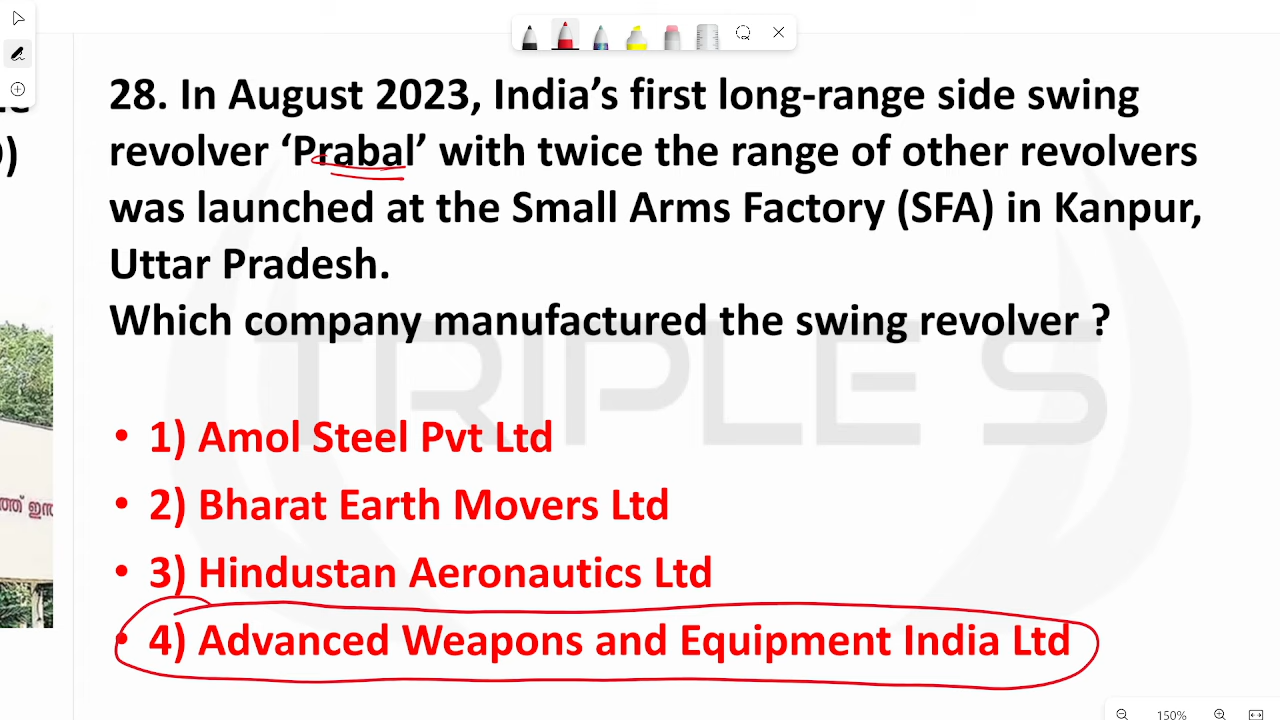 28. In August 2023, India’s first long-range side swing
revolver ‘Prabal’ with twice the range of other revolvers
was launched at the Small Arms Factory (SFA) in Kanpur,
Uttar Pradesh.
Which company manufactured the swing revolver ?
TRIPLE S
• 1) Amol Steel Pvt Ltd
• 2) Bharat Earth Movers Ltd
• 3) Hindustan Aeronautics Ltd
• 4) Advanced Weapons and Equipment India Ltd
150%